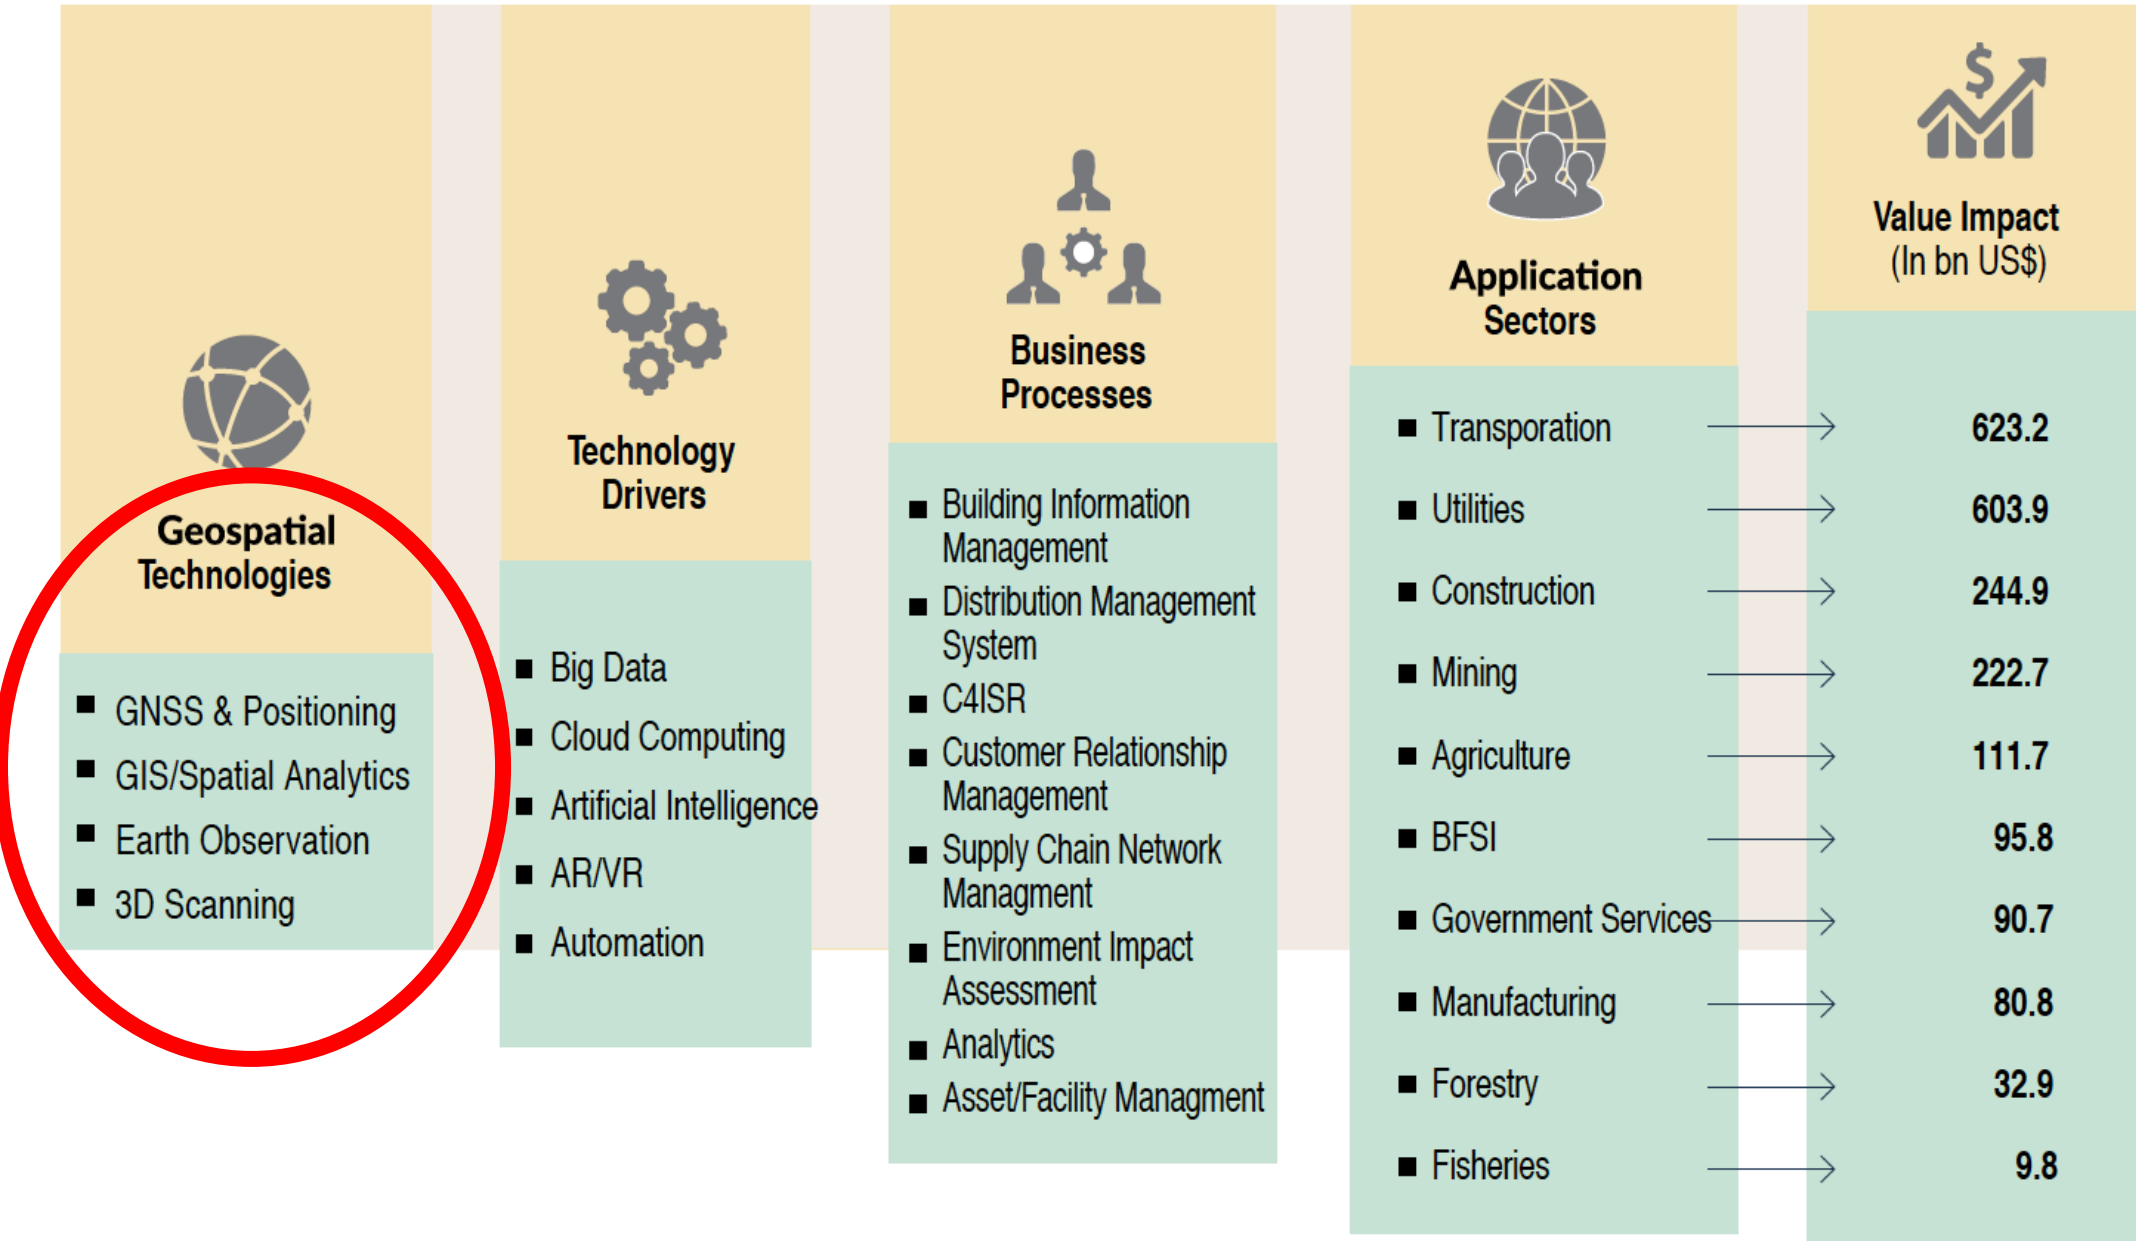 Geospatial
Technologies
GNSS & Positioning
GIS/Spatial Analytics
Earth Observation
3D Scanning
Technology
Drivers
Big Data
Cloud Computing
Artificial Intelligence
AR/VR
Automation
Business
Processes
Building Information
Management
Distribution Management
System
C4ISR
Customer Relationship
Management
Supply Chain Network
Managment
Environment Impact
Assessment
Analytics
Asset/Facility Managment
Application
Sectors
$
Value Impact
(In bn US$)
Transporation 623.2
Utilities 603.9
Construction 244.9
Mining 222.7
Agriculture 111.7
BFSI 95.8
Government Services 90.7
Manufacturing 80.8
Forestry 32.9
Fisheries 9.8